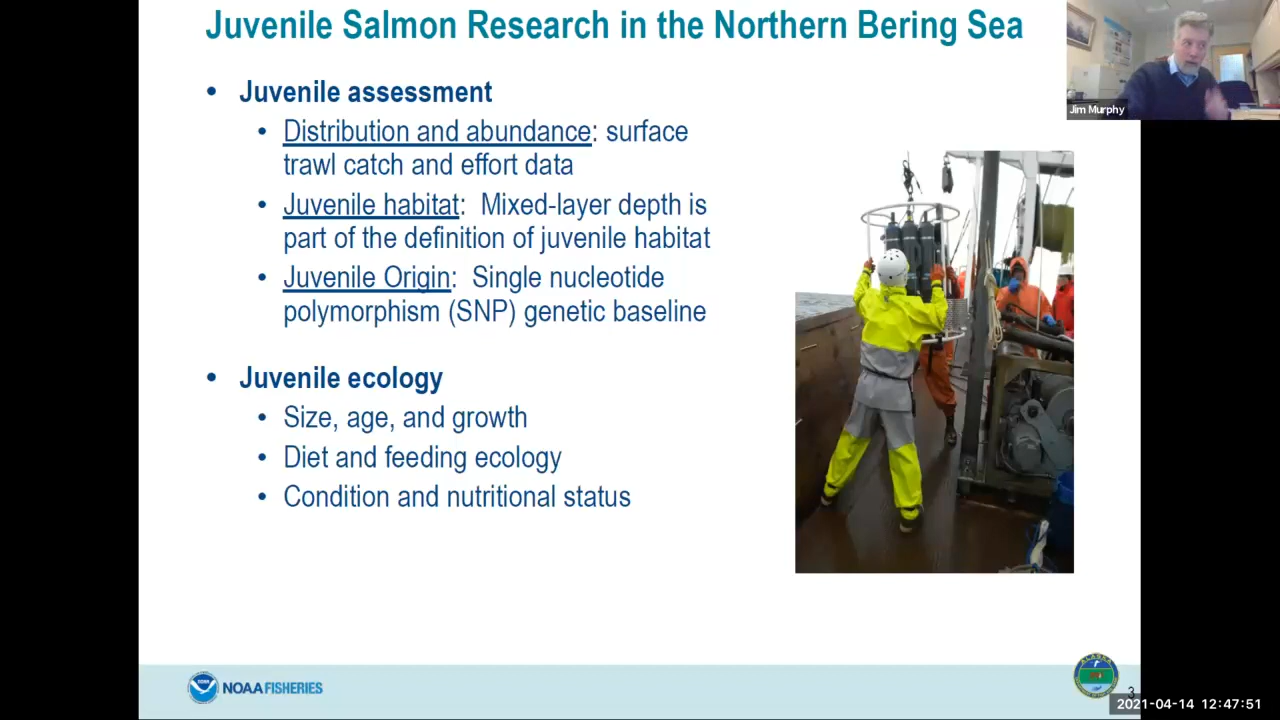 Juvenile Salmon Research in the Northern Bering Sea
Jim Murphy
• Juvenile assessment
• Distribution and abundance: surface
trawl catch and effort data
• Juvenile habitat: Mixed-layer depth is
part of the definition of juvenile habitat
• Juvenile Origin: Single nucleotide
polymorphism (SNP) genetic baseline
• Juvenile ecology
• Size, age, and growth
• Diet and feeding ecology
• Condition and nutritional status
NOAA FISHERIES
ALASKA
3
2021-04-14 12:47:51